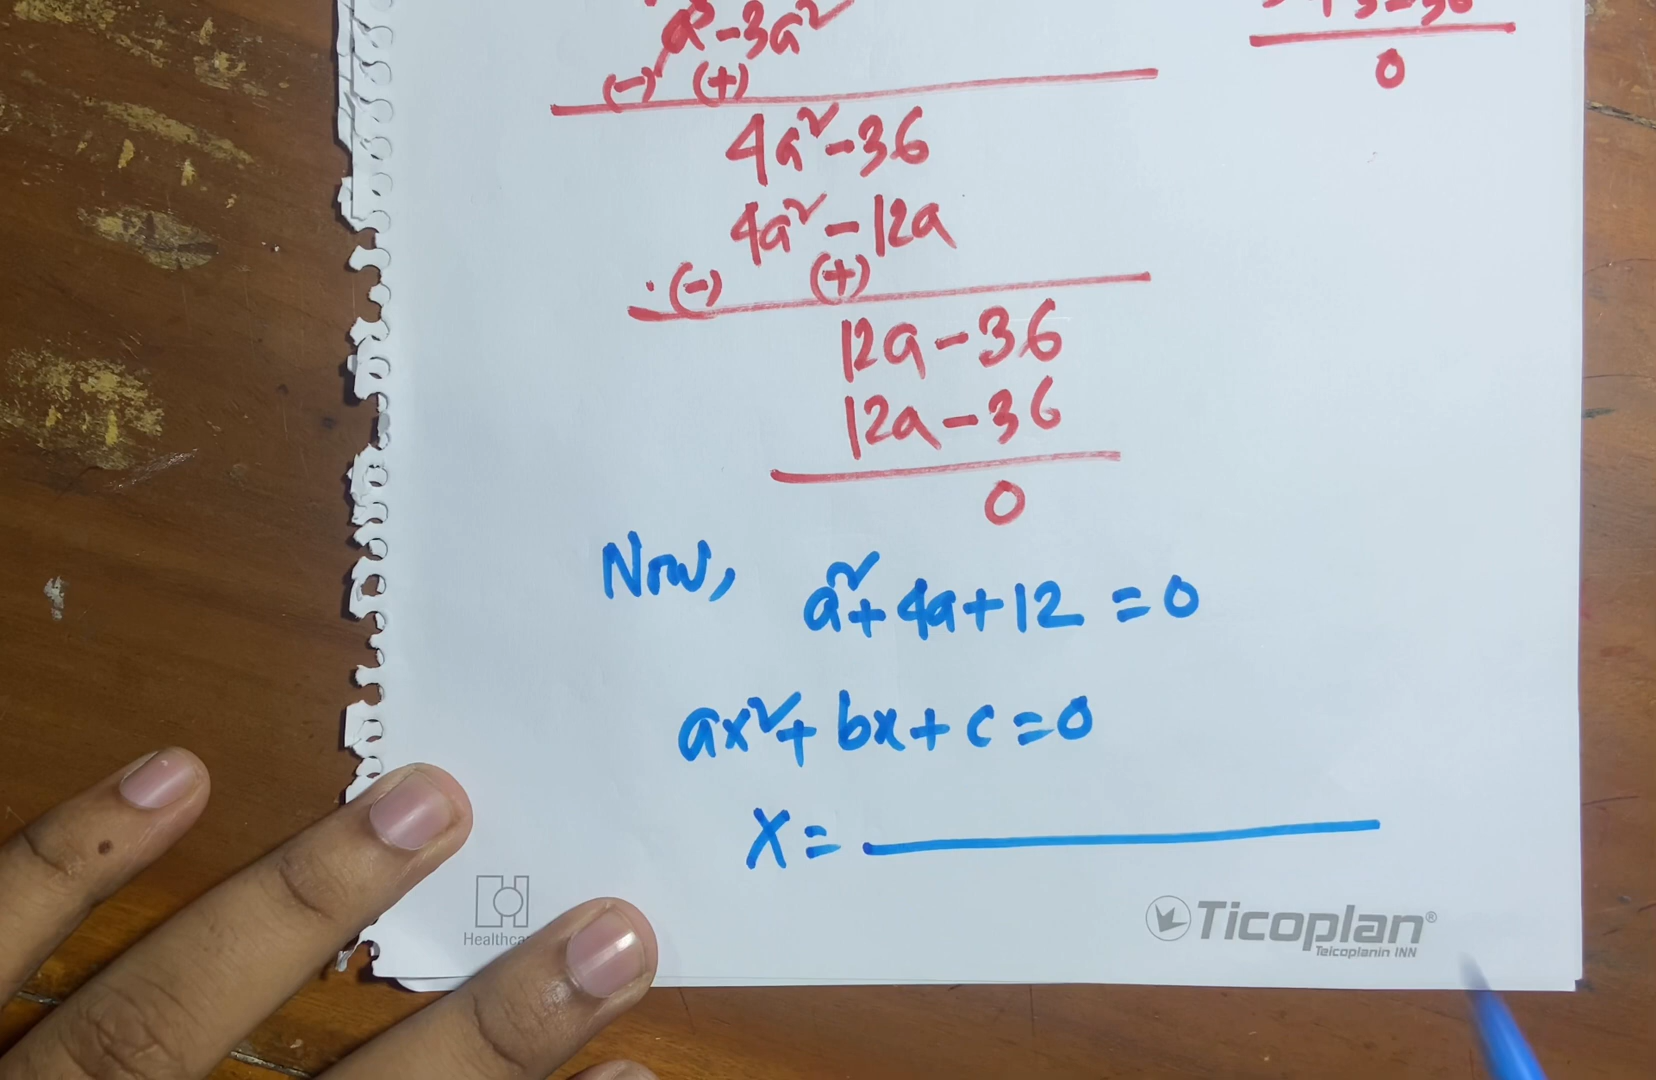 a³-3a²
(-) (+)
4a²-36
4a²-12a
(-) (+)
12a-36
12a-36
0
0
Now, a²+4a+12=0
ax²+bx+c=0
x=
Ticoplan®
Teicoplanin INN